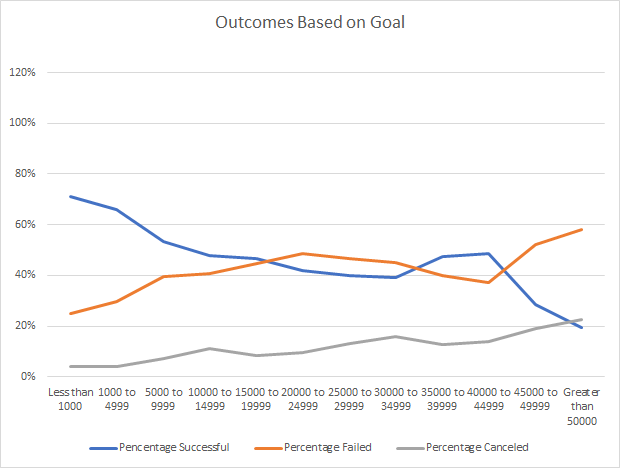 Outcomes Based on Goal
120%
100%
80%
60%
40%
20%
0%
Less than 1000 to 5000 to 10000 to 15000 to 20000 to 25000 to 30000 to 35000 to 40000 to 45000 to Greater
1000 4999 9999 14999 19999 24999 29999 34999 39999 44999 49999 than
50000
Percentage Successful Percentage Failed Percentage Canceled